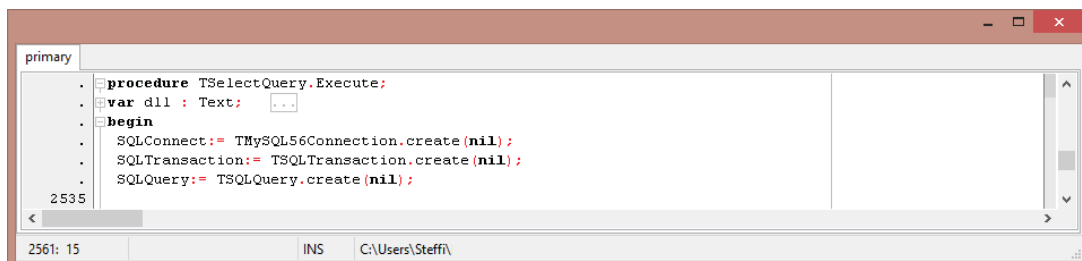 primary
. procedure TSelectQuery.Execute;
. var dll : Text; ...
. begin
. SQLConnect:= TMySQL56Connection.create(nil);
. SQLTransaction:= TSQLTransaction.create(nil);
. SQLQuery:= TSQLQuery.create(nil);
2535
2561: 15 INS C:\Users\Steffi\